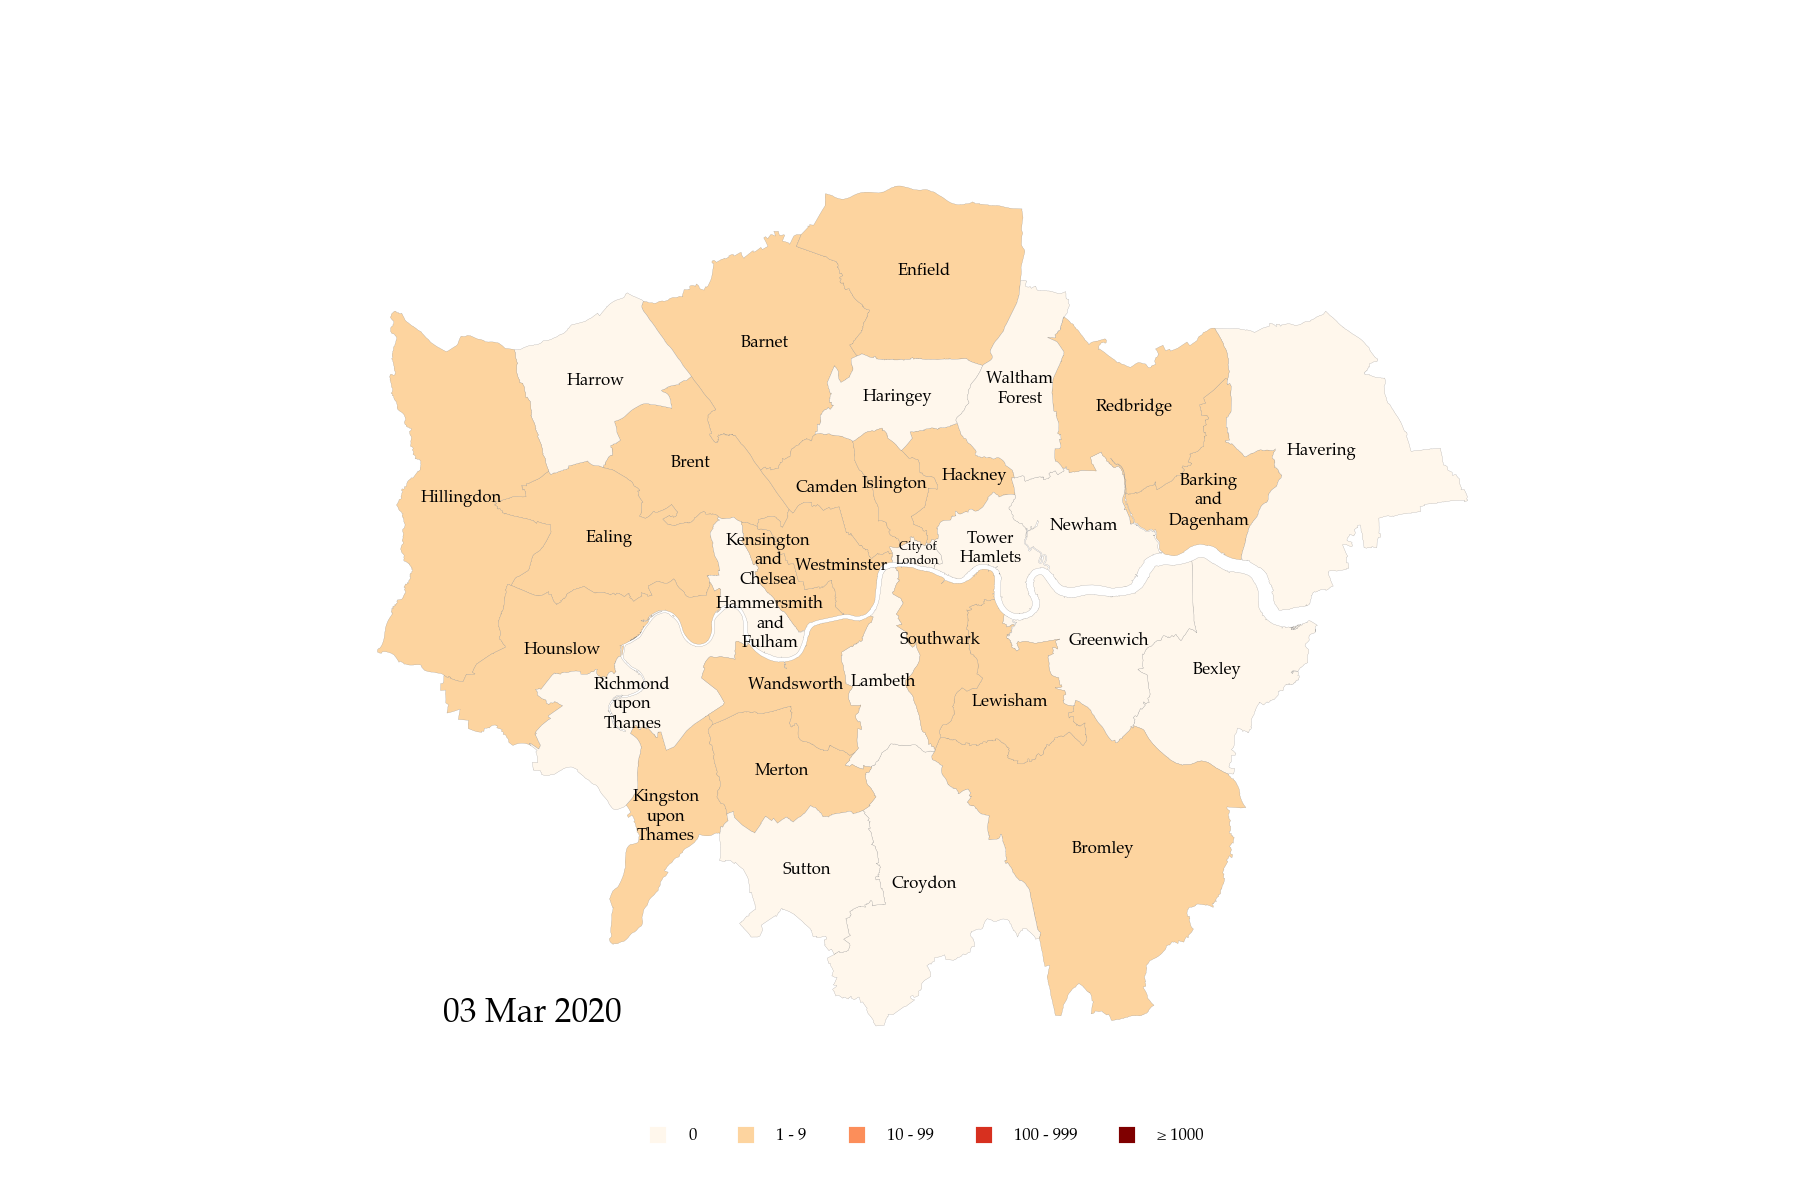 Enfield
Barnet
Harrow
Haringey
Waltham
Forest
Redbridge
Havering
Brent
Hillingdon
Camden
Islington
Hackney
Barking
and
Dagenham
Ealing
Kensington
and
Chelsea
Westminster
City of
London
Tower
Hamlets
Newham
Hammersmith
and
Fulham
Hounslow
Southwark
Greenwich
Bexley
Richmond
upon
Thames
Wandsworth
Lambeth
Lewisham
Merton
Kingston
upon
Thames
Bromley
Sutton
Croydon
03 Mar 2020
0 1 - 9 10 - 99 100 - 999 ≥ 1000